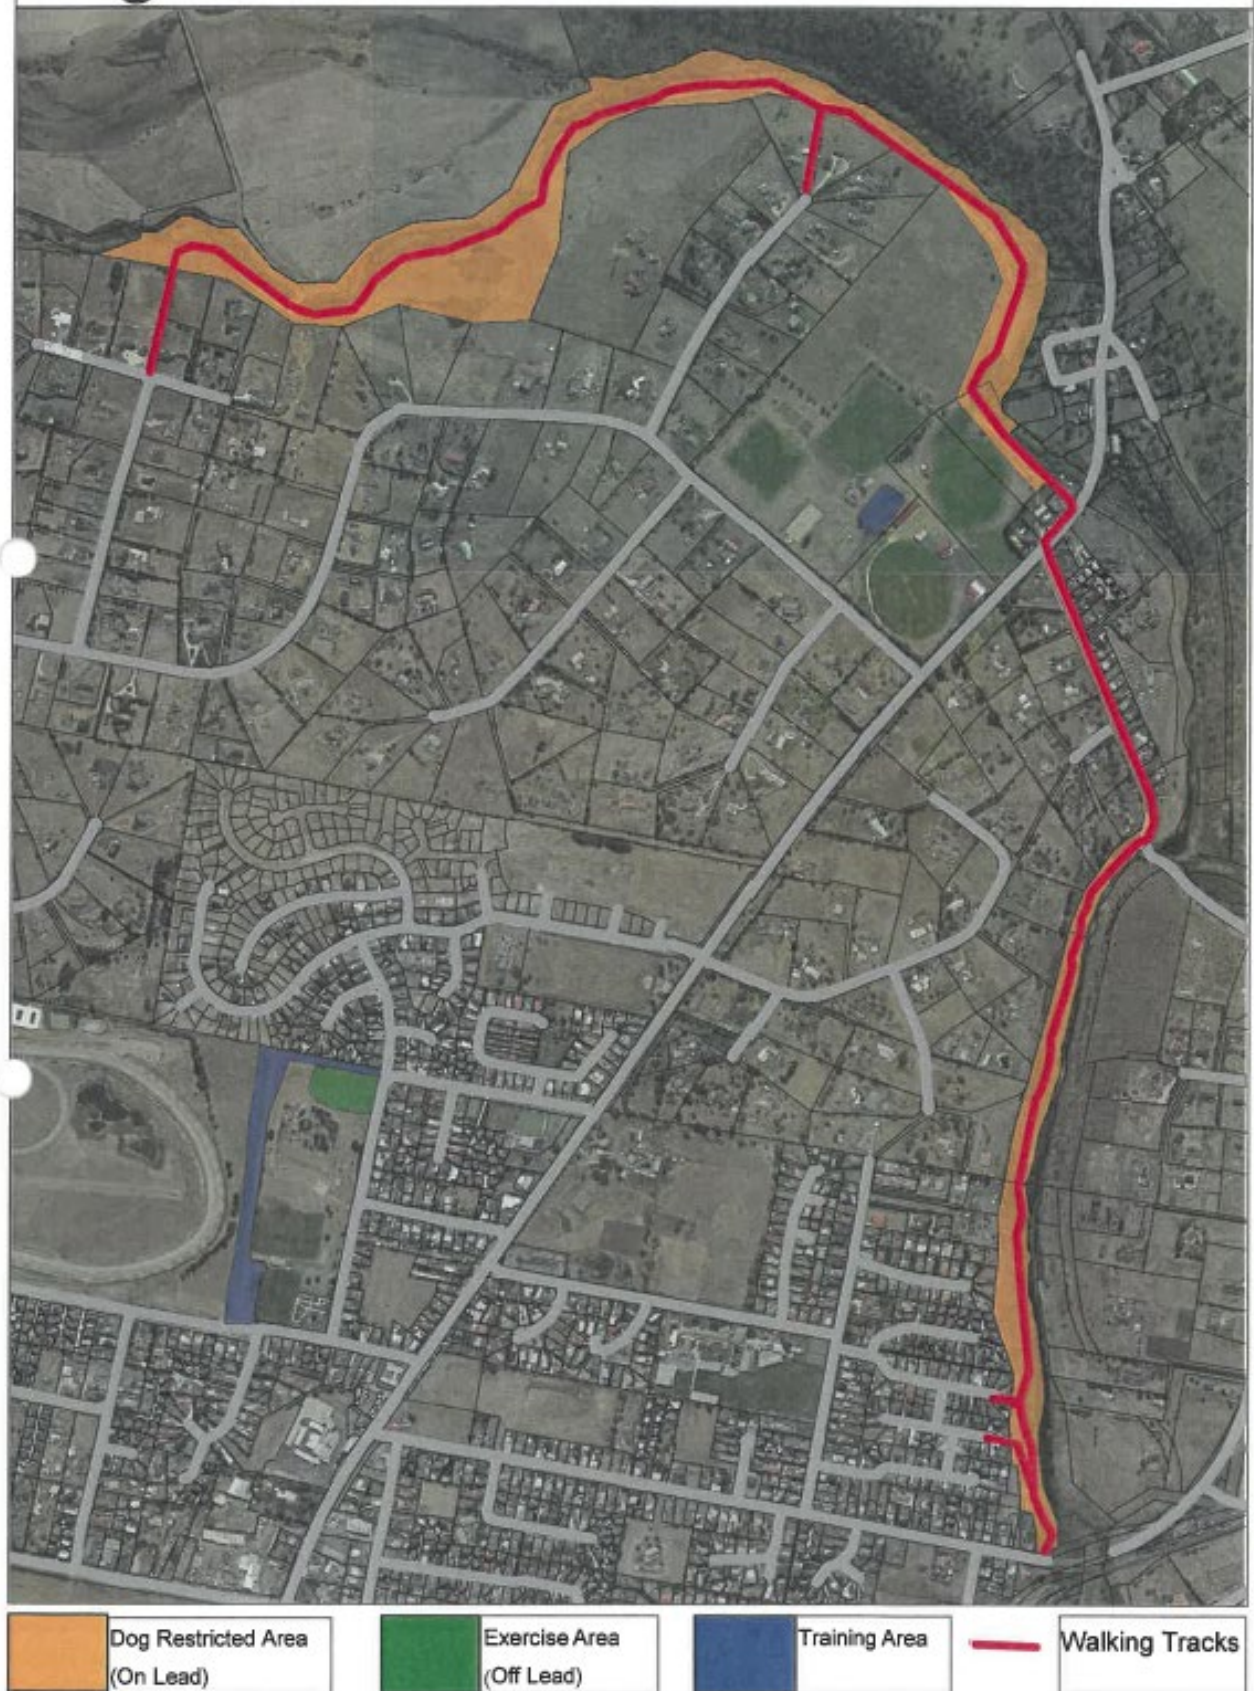 Dog Restricted Area
(On Lead)
Exercise Area
(Off Lead)
Training Area
Walking Tracks